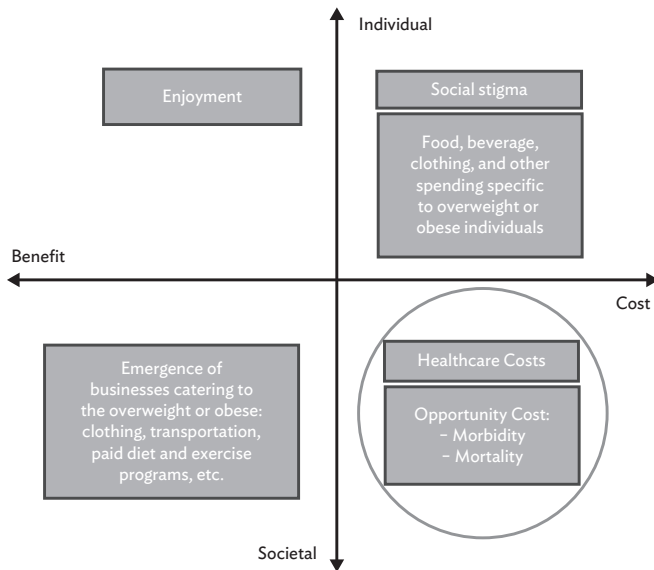 Individual
Enjoyment
Social stigma
Food, beverage,
clothing, and other
spending specific
to overweight or
obese individuals
Benefit
Cost
Emergence of
businesses catering to
the overweight or obese:
clothing, transportation,
paid diet and exercise
programs, etc.
Healthcare Costs
Opportunity Cost:
– Morbidity
– Mortality
Societal